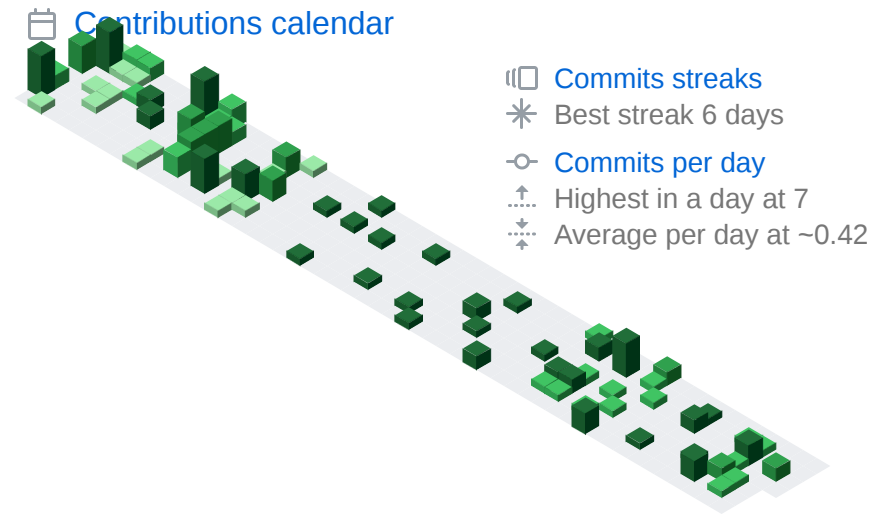 Contributions calendar
Commits streaks
Best streak 6 days
Commits per day
Highest in a day at 7
Average per day at ~0.42